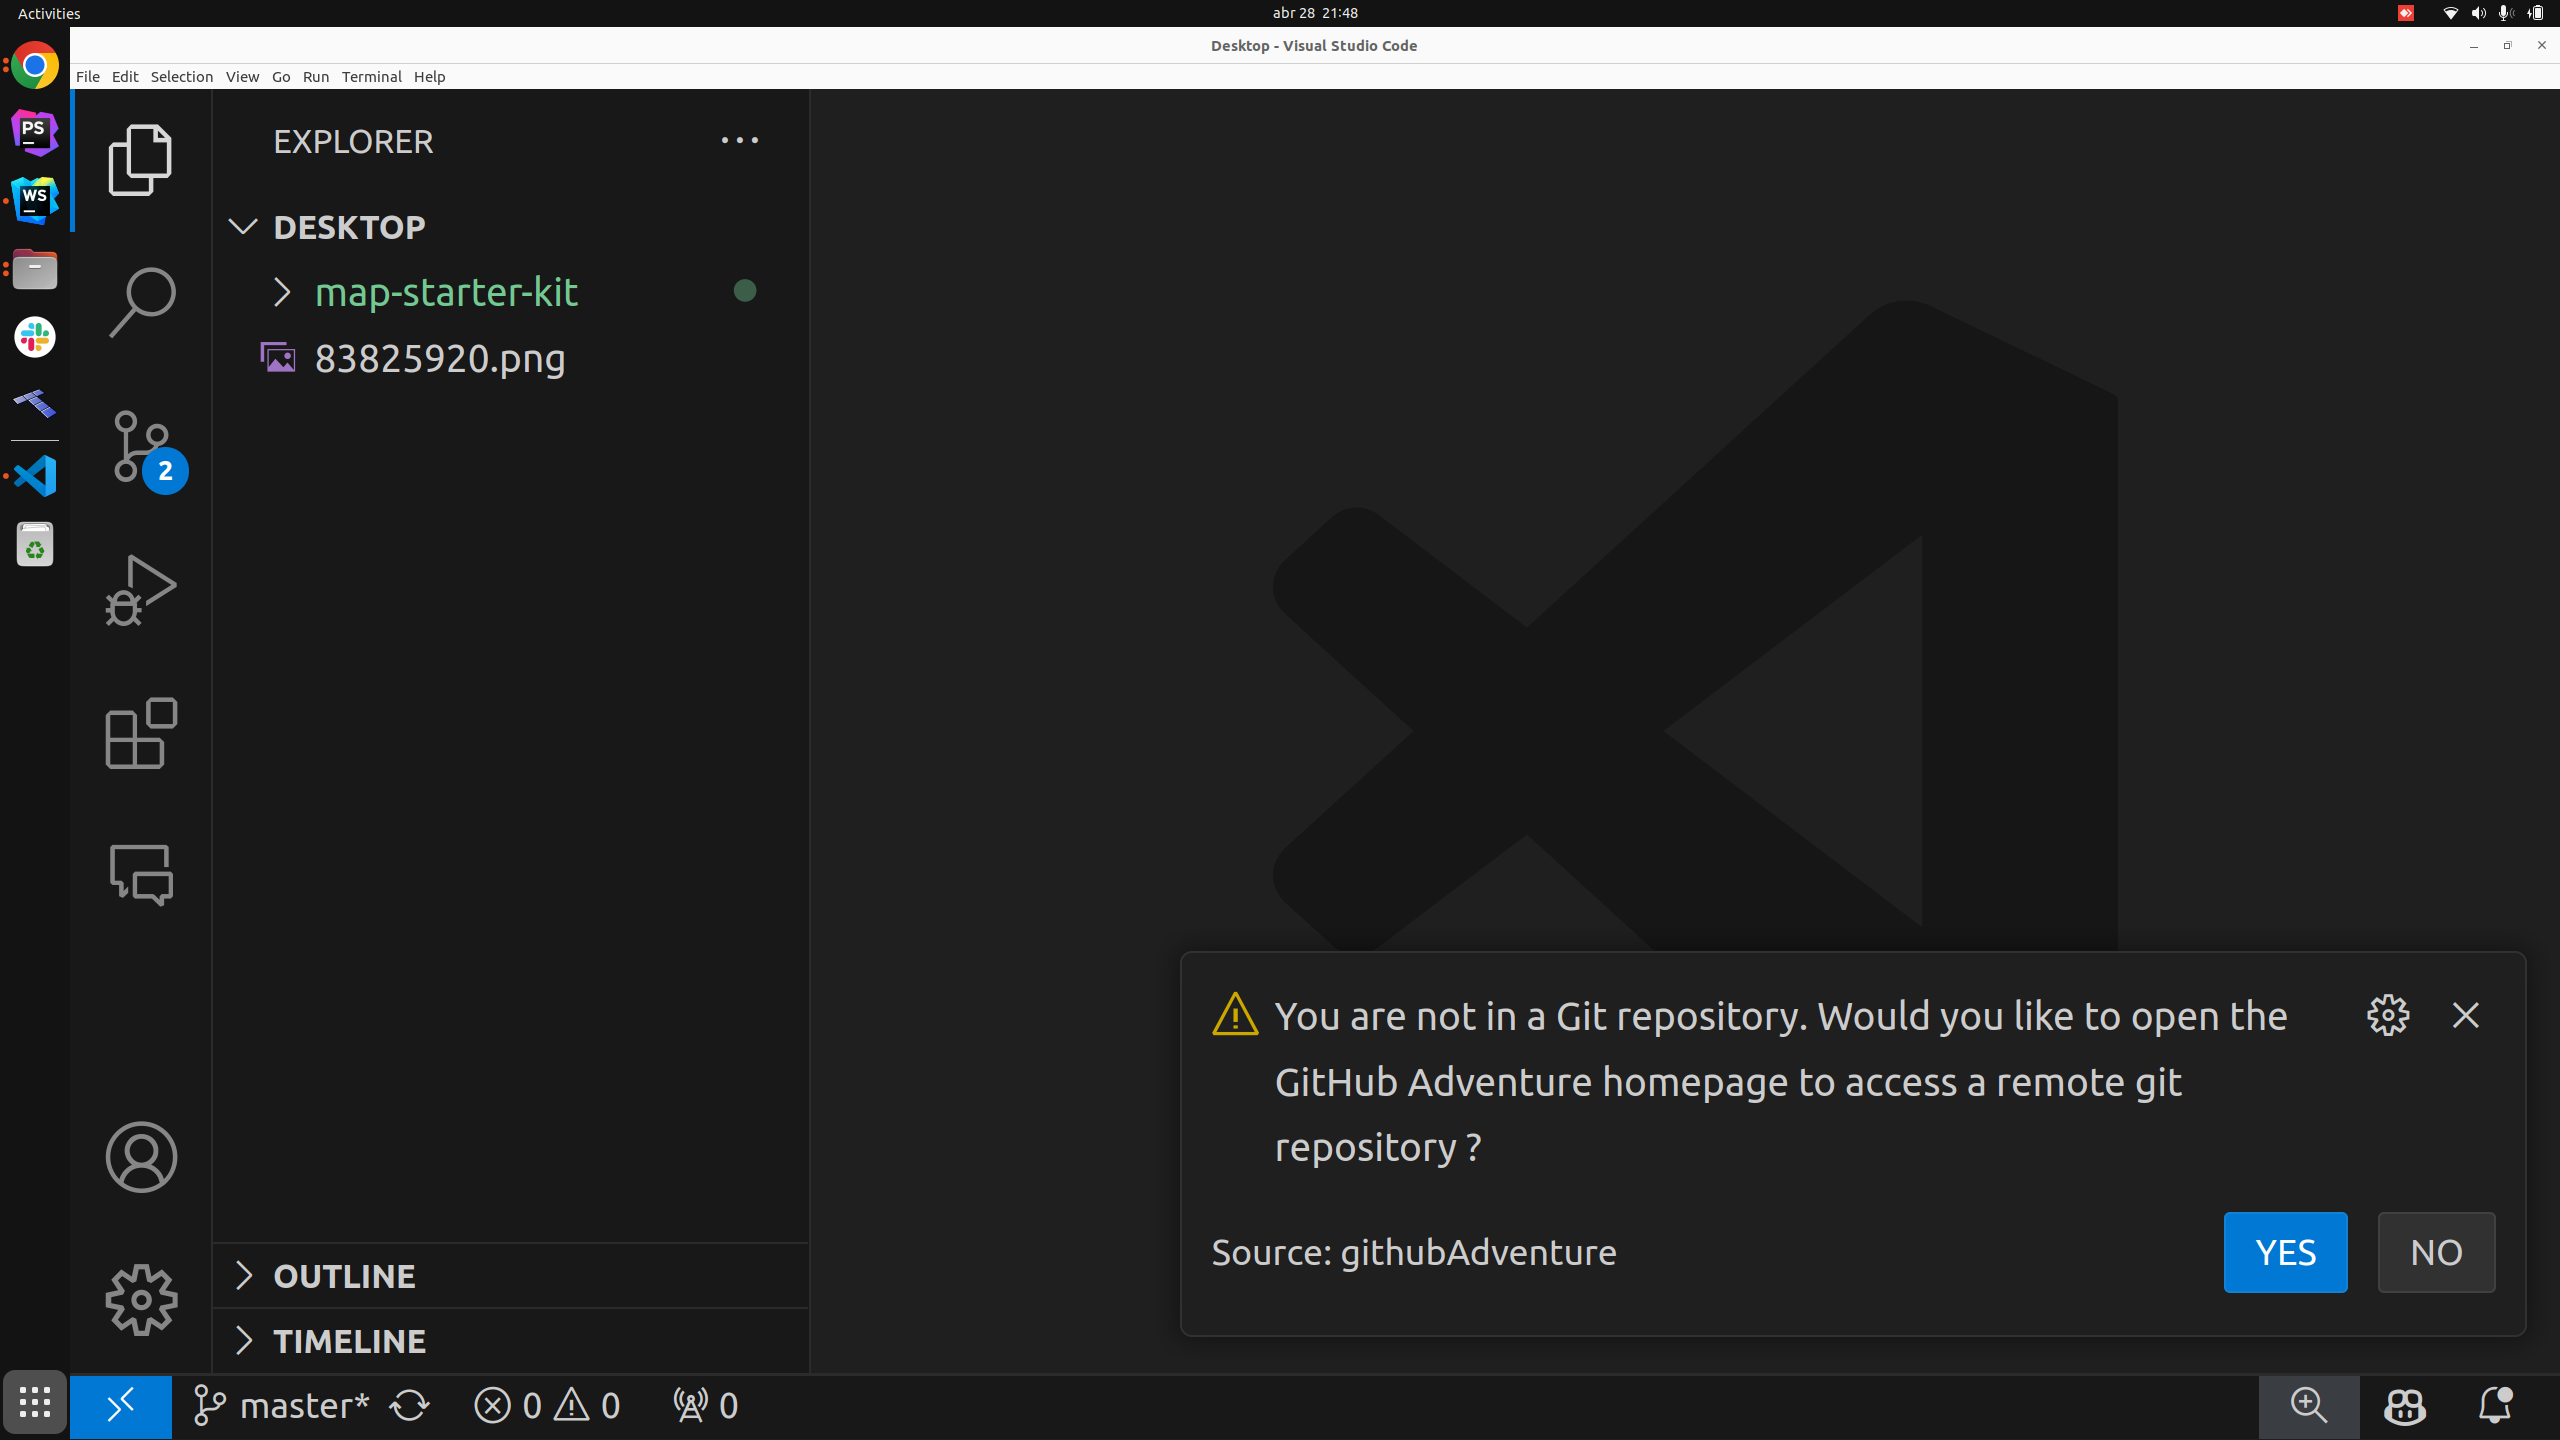 Activities
abr 28 21:48
Desktop - Visual Studio Code
File Edit Selection View Go Run Terminal Help
PS
WS
EXPLORER
DESKTOP
map-starter-kit
83825920.png
2
You are not in a Git repository. Would you like to open the
GitHub Adventure homepage to access a remote git
repository ?
Source: githubAdventure
YES
NO
OUTLINE
TIMELINE
master* 0 0 0